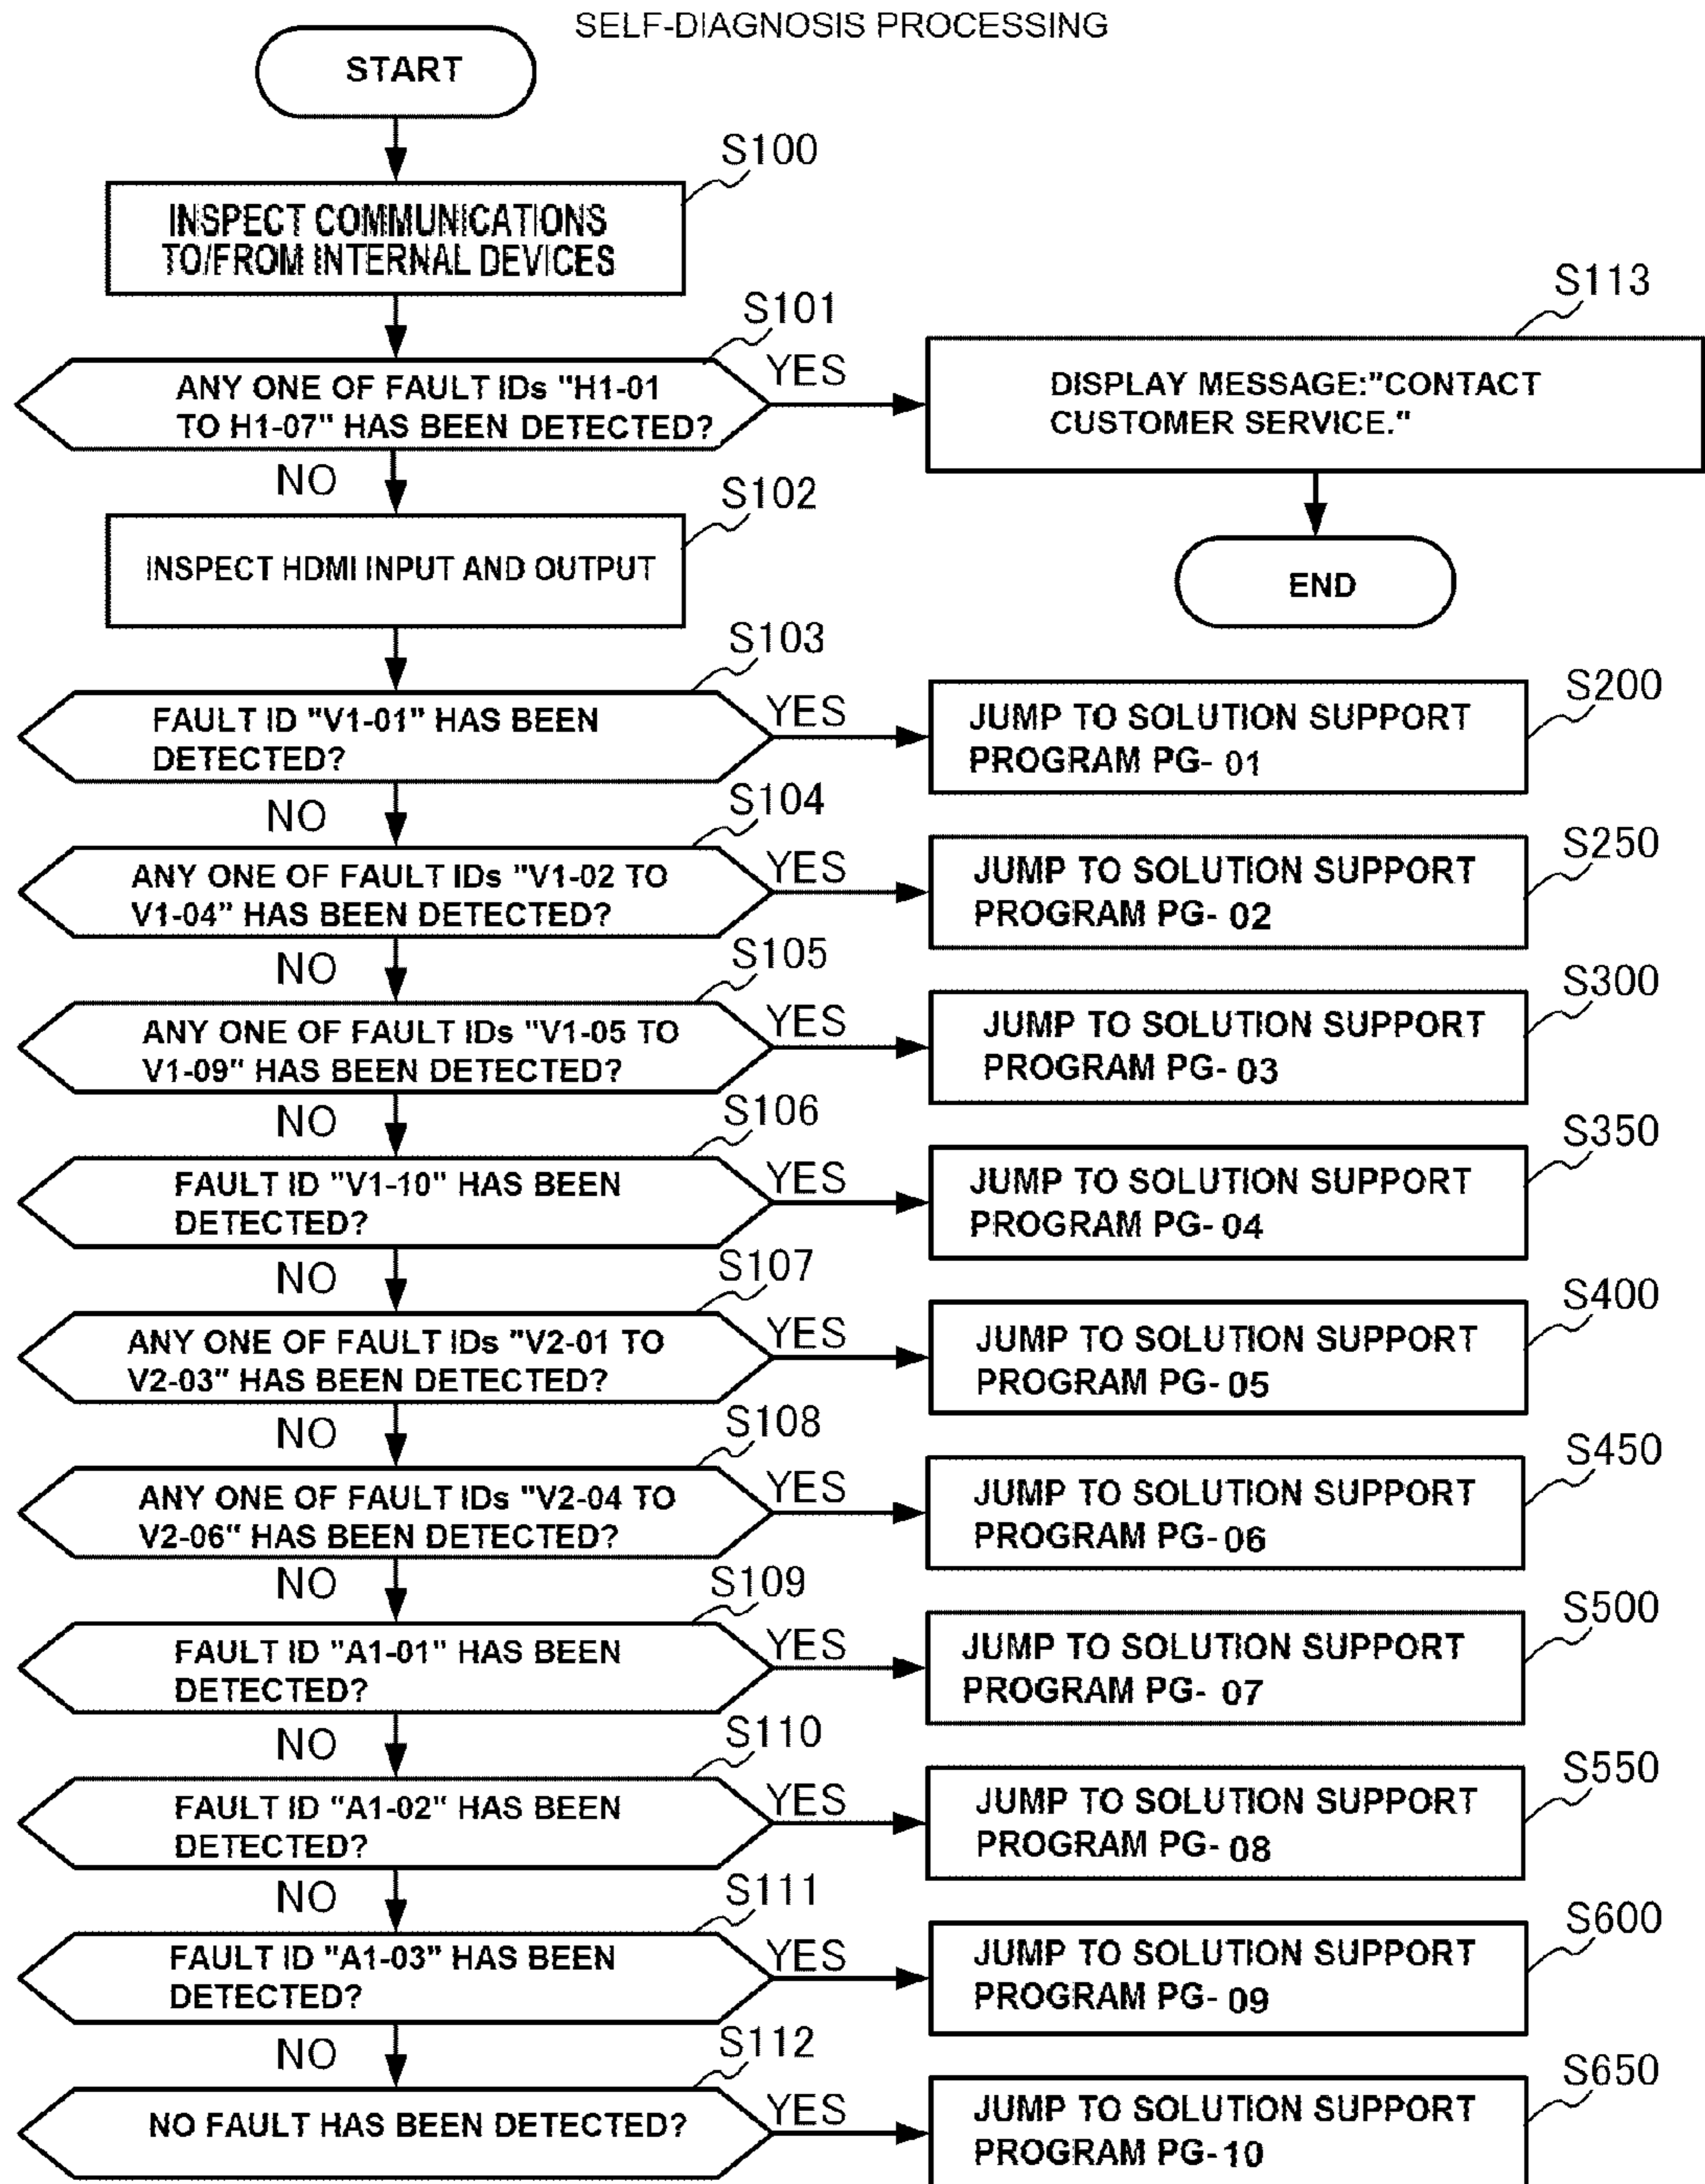 SELF-DIAGNOSIS PROCESSING
START
S100
INSPECT COMMUNICATIONS
TO/FROM INTERNAL DEVICES
S101
ANY ONE OF FAULT IDs "H1-01
TO H1-07" HAS BEEN DETECTED?
YES
S113
DISPLAY MESSAGE:"CONTACT
CUSTOMER SERVICE."
END
NO
S102
INSPECT HDMI INPUT AND OUTPUT
S103
FAULT ID "V1-01" HAS BEEN
DETECTED?
YES
S200
JUMP TO SOLUTION SUPPORT
PROGRAM PG- 01
NO
S104
ANY ONE OF FAULT IDs "V1-02 TO
V1-04" HAS BEEN DETECTED?
YES
S250
JUMP TO SOLUTION SUPPORT
PROGRAM PG- 02
NO
S105
ANY ONE OF FAULT IDs "V1-05 TO
V1-09" HAS BEEN DETECTED?
YES
S300
JUMP TO SOLUTION SUPPORT
PROGRAM PG- 03
NO
S106
FAULT ID "V1-10" HAS BEEN
DETECTED?
YES
S350
JUMP TO SOLUTION SUPPORT
PROGRAM PG- 04
NO
S107
ANY ONE OF FAULT IDs "V2-01 TO
V2-03" HAS BEEN DETECTED?
YES
S400
JUMP TO SOLUTION SUPPORT
PROGRAM PG- 05
NO
S108
ANY ONE OF FAULT IDs "V2-04 TO
V2-06" HAS BEEN DETECTED?
YES
S450
JUMP TO SOLUTION SUPPORT
PROGRAM PG- 06
NO
S109
FAULT ID "A1-01" HAS BEEN
DETECTED?
YES
S500
JUMP TO SOLUTION SUPPORT
PROGRAM PG- 07
NO
S110
FAULT ID "A1-02" HAS BEEN
DETECTED?
YES
S550
JUMP TO SOLUTION SUPPORT
PROGRAM PG- 08
NO
S111
FAULT ID "A1-03" HAS BEEN
DETECTED?
YES
S600
JUMP TO SOLUTION SUPPORT
PROGRAM PG- 09
NO
S112
NO FAULT HAS BEEN DETECTED?
YES
S650
JUMP TO SOLUTION SUPPORT
PROGRAM PG-10